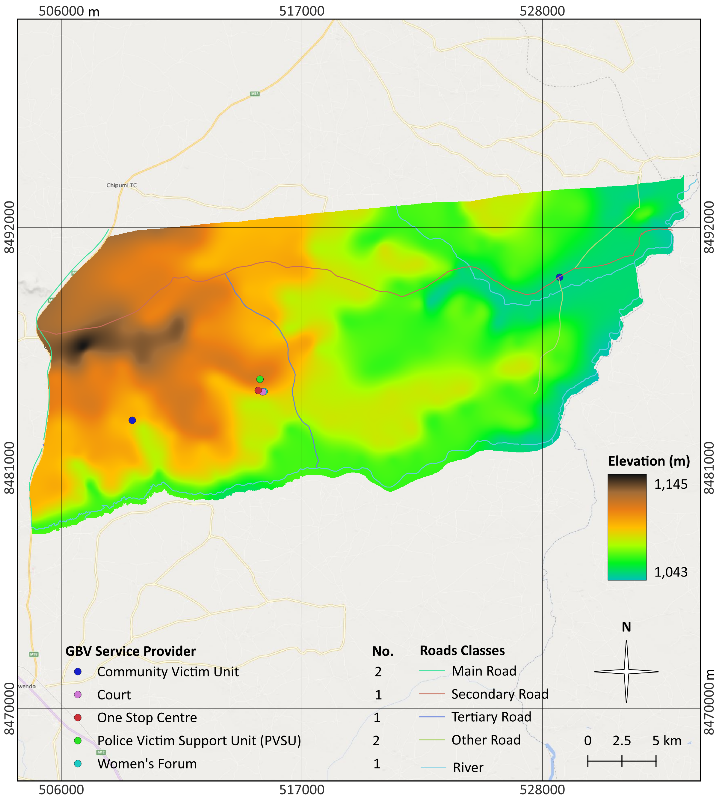 506000 m 517000 528000
Chipumi TC
8492000 8492000
8481000 8481000
Elevation (m)
1,145
1,043
N
GBV Service Provider No. Roads Classes
Community Victim Unit 2 Main Road
Court 1 Secondary Road
One Stop Centre 1 Tertiary Road
Police Victim Support Unit (PVSU) 2 Other Road
Women's Forum 1 River
0 2.5 5 km
wendo
8470000 8470000 m
506000 517000 528000